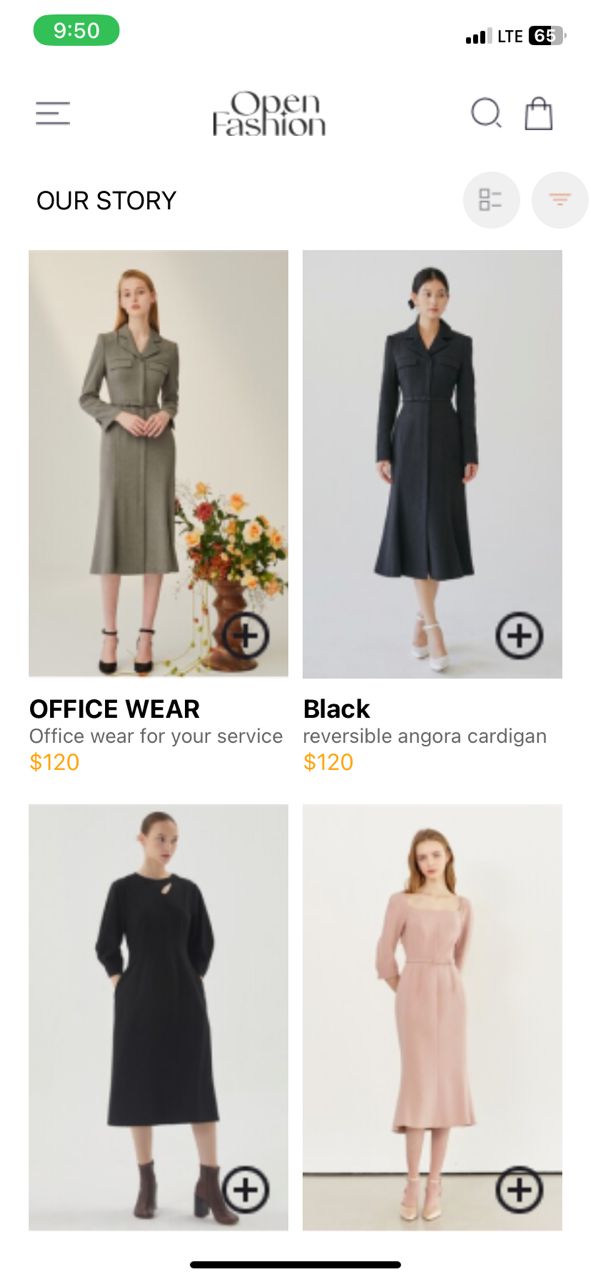 9:50
LTE 65
Open
Fashion
OUR STORY
OFFICE WEAR
Office wear for your service
$120
Black
reversible angora cardigan
$120